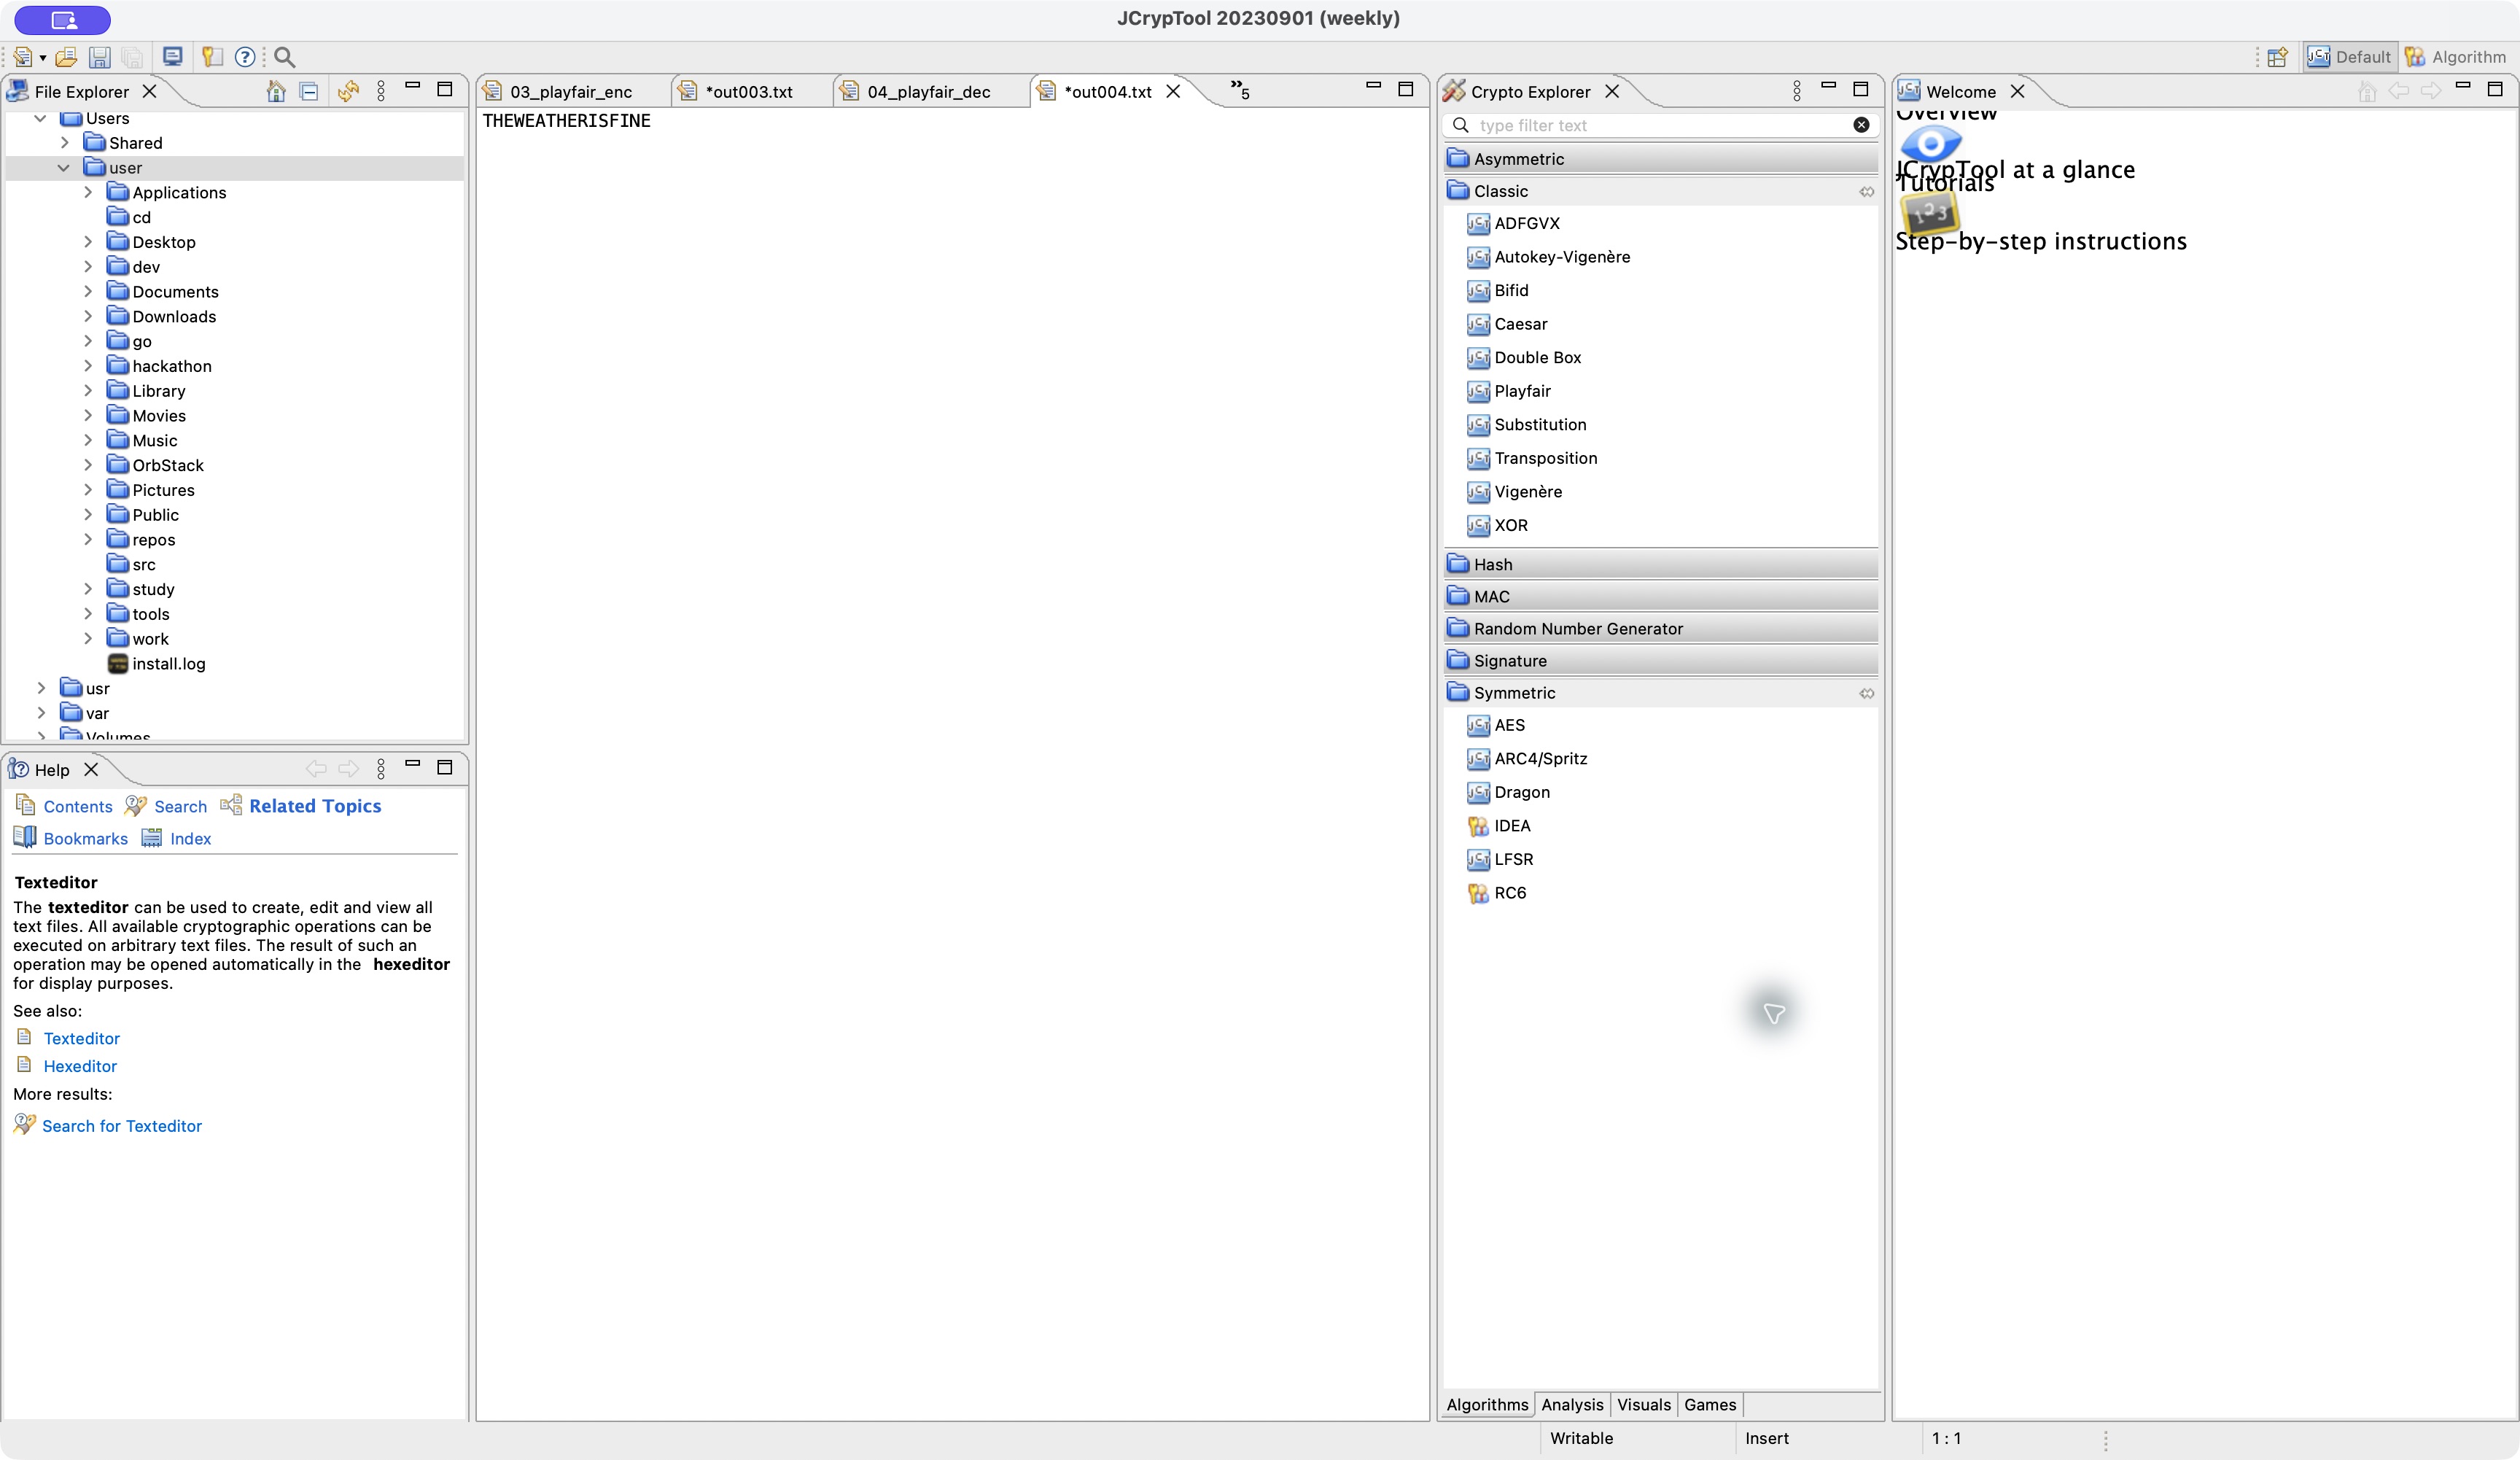 JCrypTool 20230901 (weekly)
Default
Algorithm
File Explorer
Users
Shared
user
Applications
cd
Desktop
dev
Documents
Downloads
go
hackathon
Library
Movies
Music
OrbStack
Pictures
Public
repos
src
study
tools
work
install.log
usr
var
Volumes
Help
Contents Search Related Topics
Bookmarks Index
Texteditor
The texteditor can be used to create, edit and view all
text files. All available cryptographic operations can be
executed on arbitrary text files. The result of such an
operation may be opened automatically in the hexeditor
for display purposes.
See also:
Texteditor
Hexeditor
More results:
Search for Texteditor
03_playfair_enc
*out003.txt
04_playfair_dec
*out004.txt
»5
THEWEATHERISFINE
Crypto Explorer
type filter text
Asymmetric
Classic
ADFGVX
Autokey-Vigenère
Bifid
Caesar
Double Box
Playfair
Substitution
Transposition
Vigenère
XOR
Hash
MAC
Random Number Generator
Signature
Symmetric
AES
ARC4/Spritz
Dragon
IDEA
LFSR
RC6
Algorithms Analysis Visuals Games
Welcome
Overview
JCrypTool at a glance
Tutorials
123
Step-by-step instructions
Writable
Insert
1 : 1